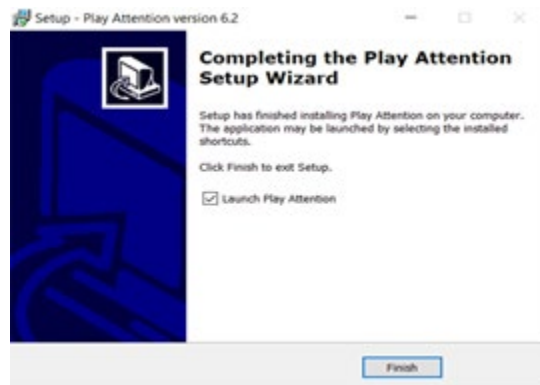 Setup - Play Attention version 6.2
Completing the Play Attention
Setup Wizard
Setup has finished installing Play Attention on your computer.
The application may be launched by selecting the installed
shortcuts.
Click Finish to exit Setup.
Launch Play Attention
Finish